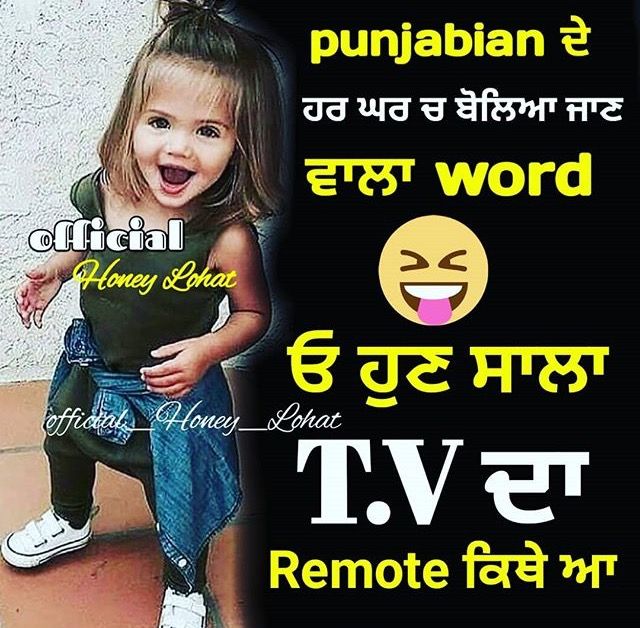 punjabian ਦੇ
ਹਰ ਘਰ ਚ ਬੋਲਿਆ ਜਾਣ
ਵਾਲਾ word
official
Honey Lohat
ਓ ਹੁਣ ਸਾਲਾ
official_Honey_Lohat
T.V ਦਾ
Remote ਕਿਥੇ ਆ